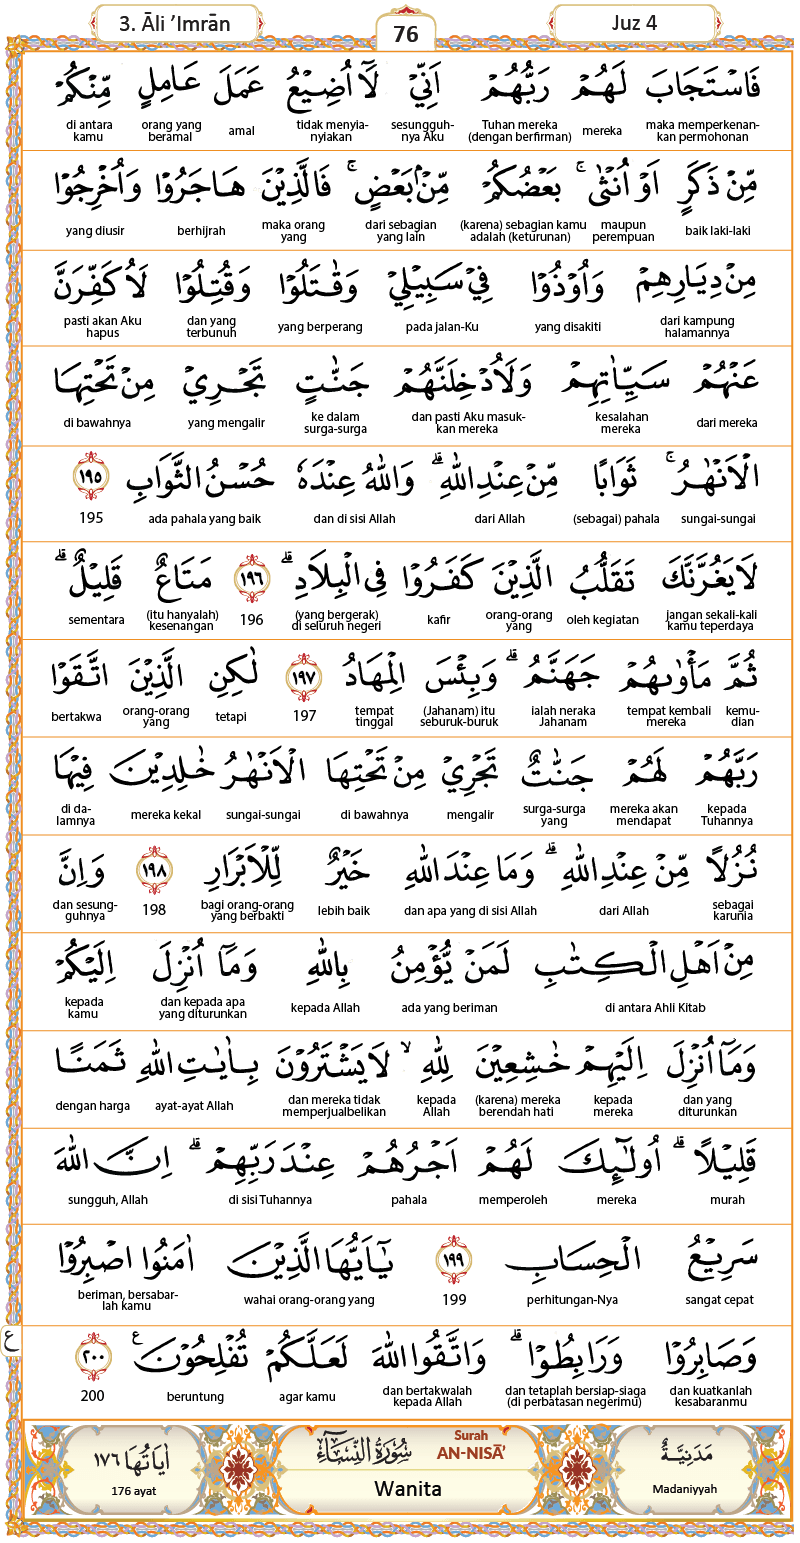 3. Āli ’Imrān 76 Juz 4
فَاسْتَجَابَ لَهُمْ رَبُّهُمْ اَنِّيْ لَآ اُضِيْعُ عَمَلَ عَامِلٍ مِّنْكُمْ
maka memperkenan-kan permohonan mereka Tuhan mereka (dengan berfirman) sesungguh-nya Aku tidak menyia-nyiakan amal orang yang beramal di antara kamu
مِّنْ ذَكَرٍ اَوْ اُنْثٰى ۚ بَعْضُكُمْ مِّنْۢ بَعْضٍ ۚ فَالَّذِيْنَ هَاجَرُوْا وَاُخْرِجُوْا
baik laki-laki maupun perempuan (karena) sebagian kamu adalah (keturunan) dari sebagian yang lain maka orang yang berhijrah yang diusir
مِنْ دِيَارِهِمْ وَاُوْذُوْا فِيْ سَبِيْلِيْ وَقٰتَلُوْا وَقُتِلُوْا لَاُكَفِّرَنَّ
dari kampung halamannya yang disakiti pada jalan-Ku yang berperang dan yang terbunuh pasti akan Aku hapus
عَنْهُمْ سَيِّاٰتِهِمْ وَلَاُدْخِلَنَّهُمْ جَنّٰتٍ تَجْرِيْ مِنْ تَحْتِهَا
dari mereka kesalahan mereka dan pasti Aku masuk-kan mereka ke dalam surga-surga yang mengalir di bawahnya
الْاَنْهٰرُ ۚ ثَوَابًا مِّنْ عِنْدِ اللّٰهِ ۗ وَاللّٰهُ عِنْدَهٗ حُسْنُ الثَّوَابِ ١٩٥
sungai-sungai (sebagai) pahala dari Allah dan di sisi Allah ada pahala yang baik 195
لَا يَغُرَّنَّكَ تَقَلُّبُ الَّذِيْنَ كَفَرُوْا فِى الْبِلَادِ ۗ ١٩٦ مَتَاعٌ قَلِيْلٌ ۗ
jangan sekali-kali kamu teperdaya oleh kegiatan orang-orang yang kafir (yang bergerak) di seluruh negeri 196 (itu hanyalah) kesenangan sementara
ثُمَّ مَأْوٰىهُمْ جَهَنَّمُ ۗ وَبِئْسَ الْمِهَادُ ١٩٧ لٰكِنِ الَّذِيْنَ اتَّقَوْا
kemu-dian tempat kembali mereka ialah neraka Jahanam (Jahanam) itu seburuk-buruk tempat tinggal 197 tetapi orang-orang yang bertakwa
رَبَّهُمْ لَهُمْ جَنّٰتٌ تَجْرِيْ مِنْ تَحْتِهَا الْاَنْهٰرُ خٰلِدِيْنَ فِيْهَا
kepada Tuhannya mereka akan mendapat surga-surga yang mengalir di bawahnya sungai-sungai mereka kekal di da-lamnya
نُزُلًا مِّنْ عِنْدِ اللّٰهِ ۗ وَمَا عِنْدَ اللّٰهِ خَيْرٌ لِّلْاَبْرَارِ ١٩٨ وَاِنَّ
sebagai karunia dari Allah dan apa yang di sisi Allah lebih baik bagi orang-orang yang berbakti 198 dan sesung-guhnya
مِنْ اَهْلِ الْكِتٰبِ لَمَنْ يُّؤْمِنُ بِاللّٰهِ وَمَآ اُنْزِلَ اِلَيْكُمْ
di antara Ahli Kitab ada yang beriman kepada Allah dan kepada apa yang diturunkan kepada kamu
وَمَآ اُنْزِلَ اِلَيْهِمْ خٰشِعِيْنَ لِلّٰهِ ۙ لَا يَشْتَرُوْنَ بِاٰيٰتِ اللّٰهِ ثَمَنًا
dan yang diturunkan kepada mereka (karena) mereka berendah hati kepada Allah dan mereka tidak memperjualbelikan ayat-ayat Allah dengan harga
قَلِيْلًا ۗ اُولٰۤىِٕكَ لَهُمْ اَجْرُهُمْ عِنْدَ رَبِّهِمْ ۗ اِنَّ اللّٰهَ
murah mereka memperoleh pahala di sisi Tuhannya sungguh, Allah
سَرِيْعُ الْحِسَابِ ١٩٩ يٰٓاَيُّهَا الَّذِيْنَ اٰمَنُوا اصْبِرُوْا
sangat cepat perhitungan-Nya 199 wahai orang-orang yang beriman, bersabar-lah kamu
وَصَابِرُوْا وَرَابِطُوْا ۗ وَاتَّقُوا اللّٰهَ لَعَلَّكُمْ تُفْلِحُوْنَ ࣖ ٢٠٠ ع
dan kuatkanlah kesabaranmu dan tetaplah bersiap-siaga (di perbatasan negerimu) dan bertakwalah kepada Allah agar kamu beruntung 200
مَدَنِيَّةٌ سُوْرَةُ النِّسَاۤءِ اٰيَاتُهَا ١٧٦
Surah AN-NISĀ’
Madaniyyah Wanita 176 ayat